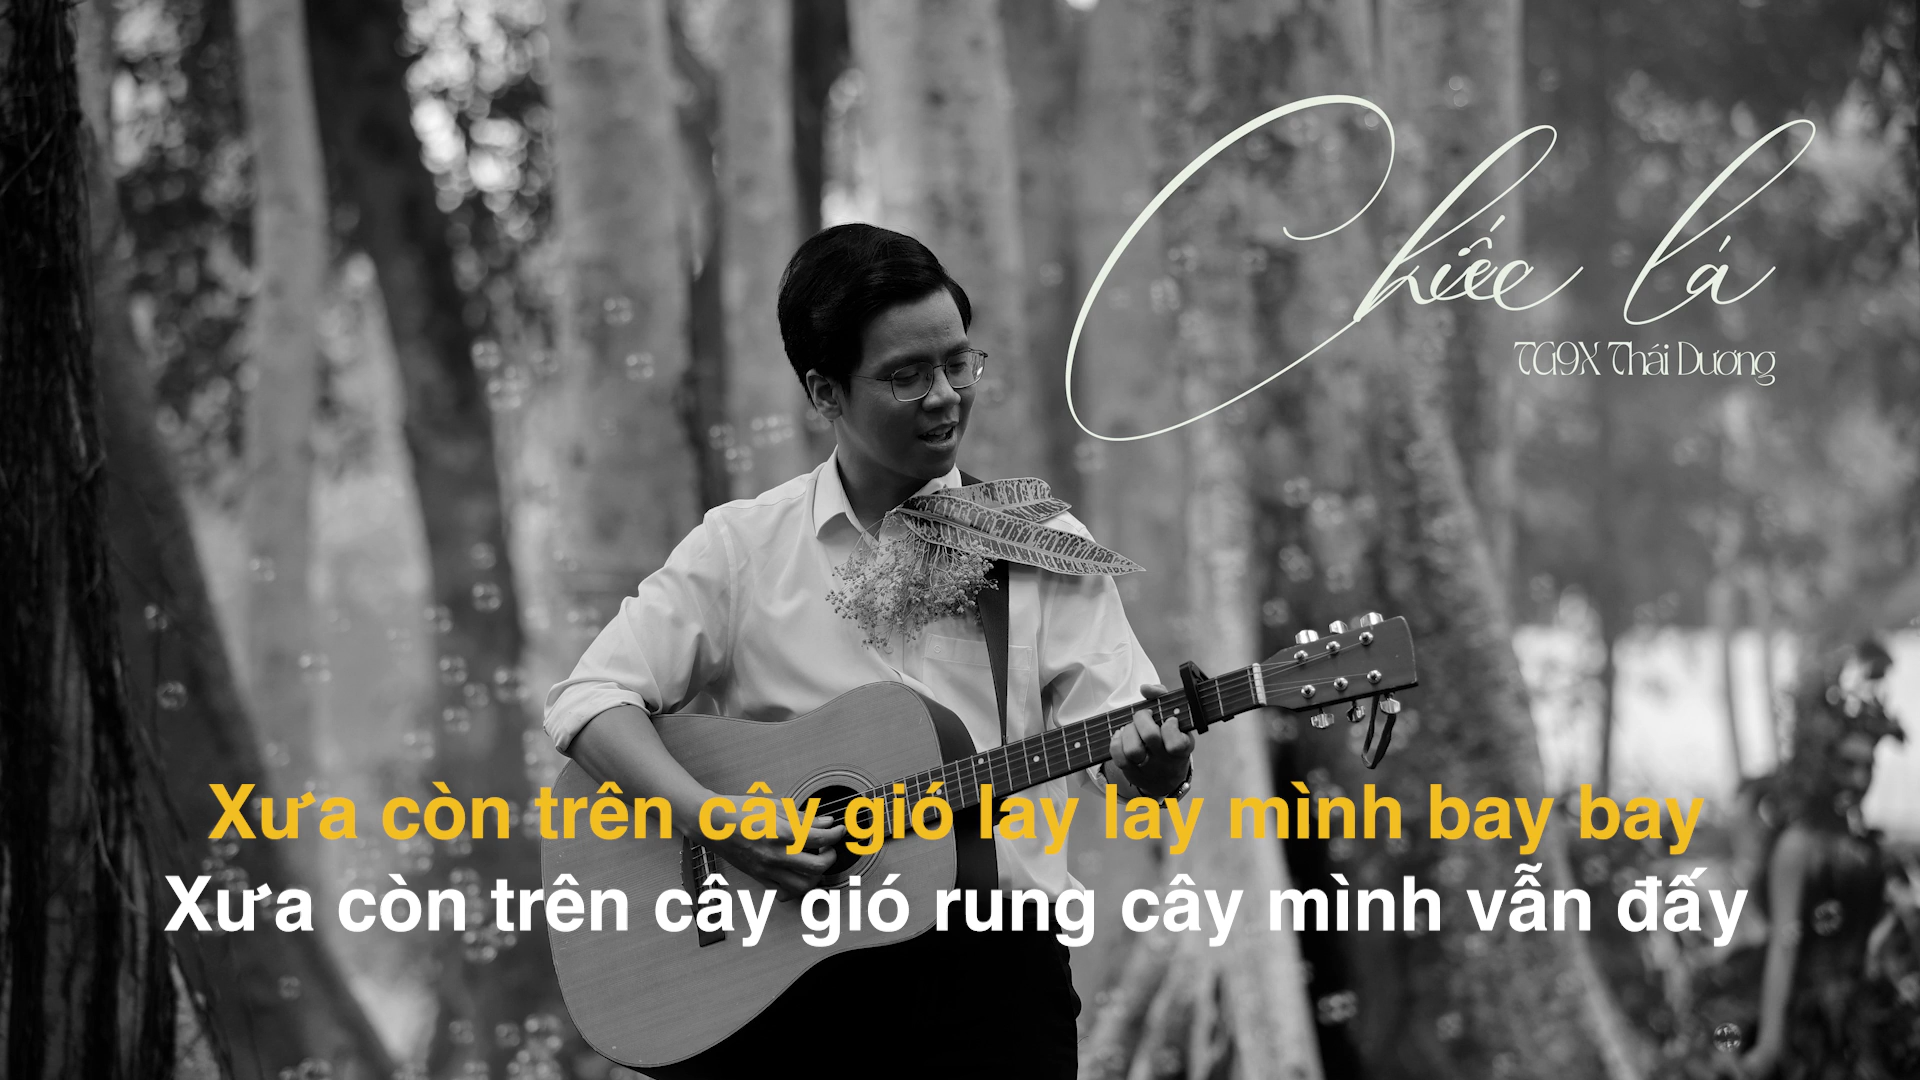 Chiếc lá
TG9X Thái Dương
Xưa còn trên cây gió lay lay mình bay bay
Xưa còn trên cây gió rung cây mình vẫn đấy